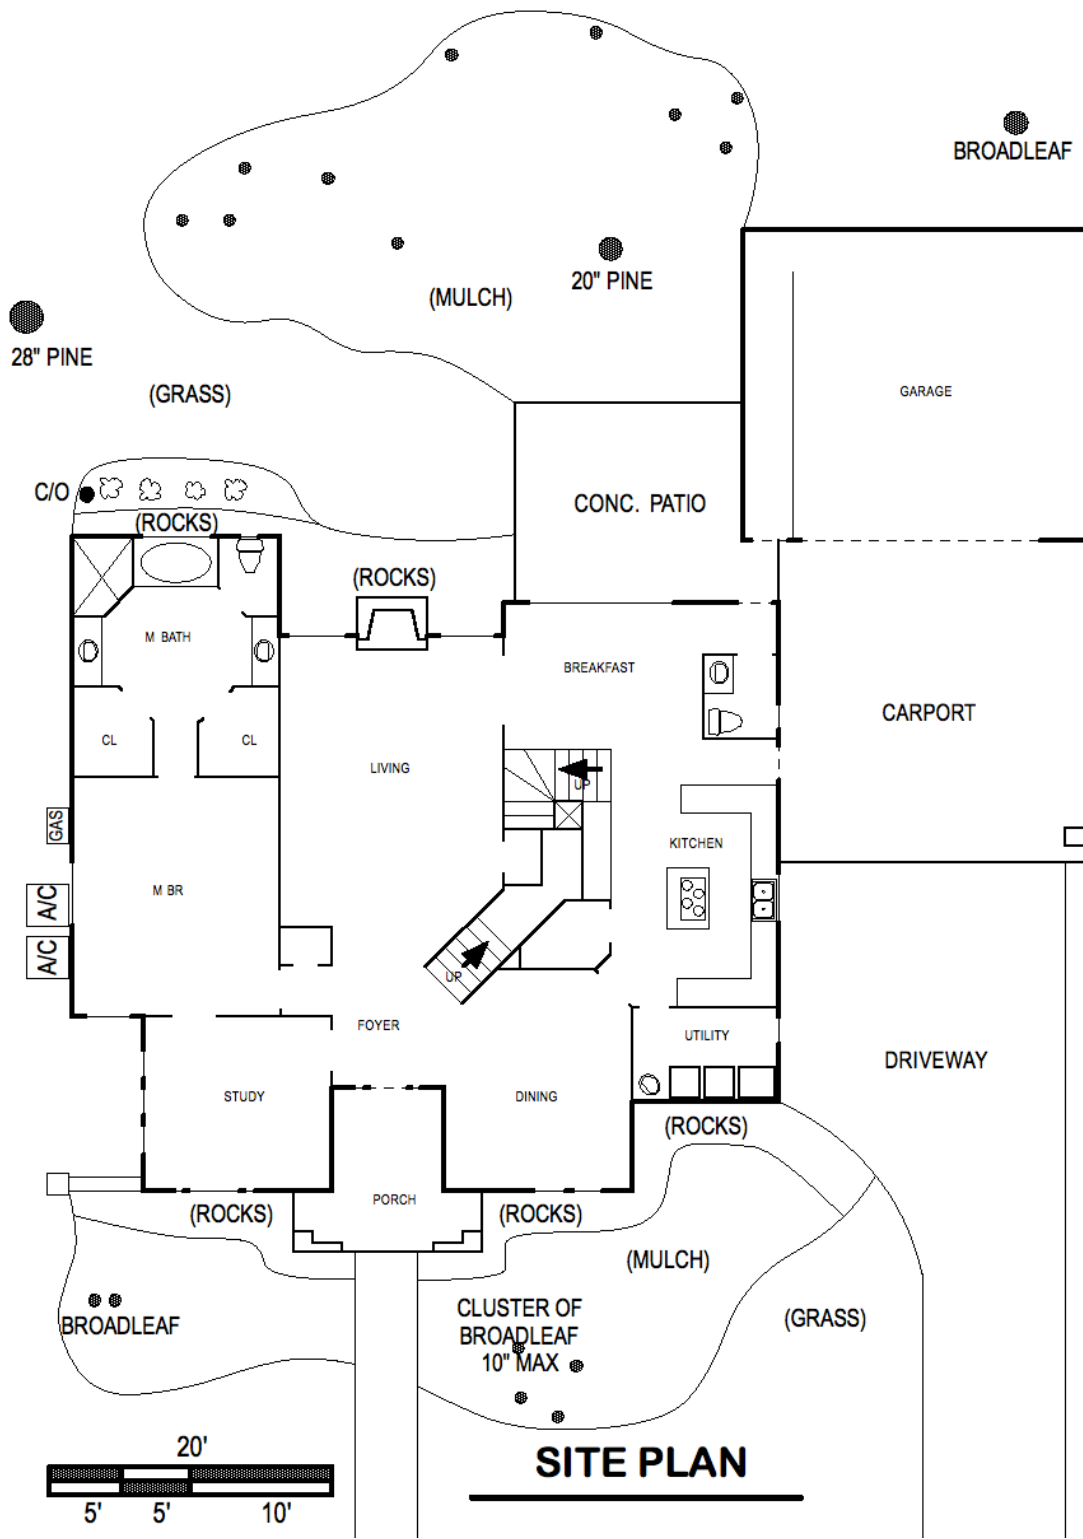 BROADLEAF
20" PINE
(MULCH)
28" PINE
(GRASS)
GARAGE
C/O
CONC. PATIO
(ROCKS)
(ROCKS)
M BATH
BREAKFAST
CARPORT
CL
CL
LIVING
UP
GAS
KITCHEN
M BR
A/C
A/C
UP
FOYER
UTILITY
DRIVEWAY
STUDY
DINING
(ROCKS)
PORCH
(ROCKS)
(ROCKS)
(MULCH)
CLUSTER OF
BROADLEAF
10" MAX
BROADLEAF
(GRASS)
20'
SITE PLAN
5'
5'
10'